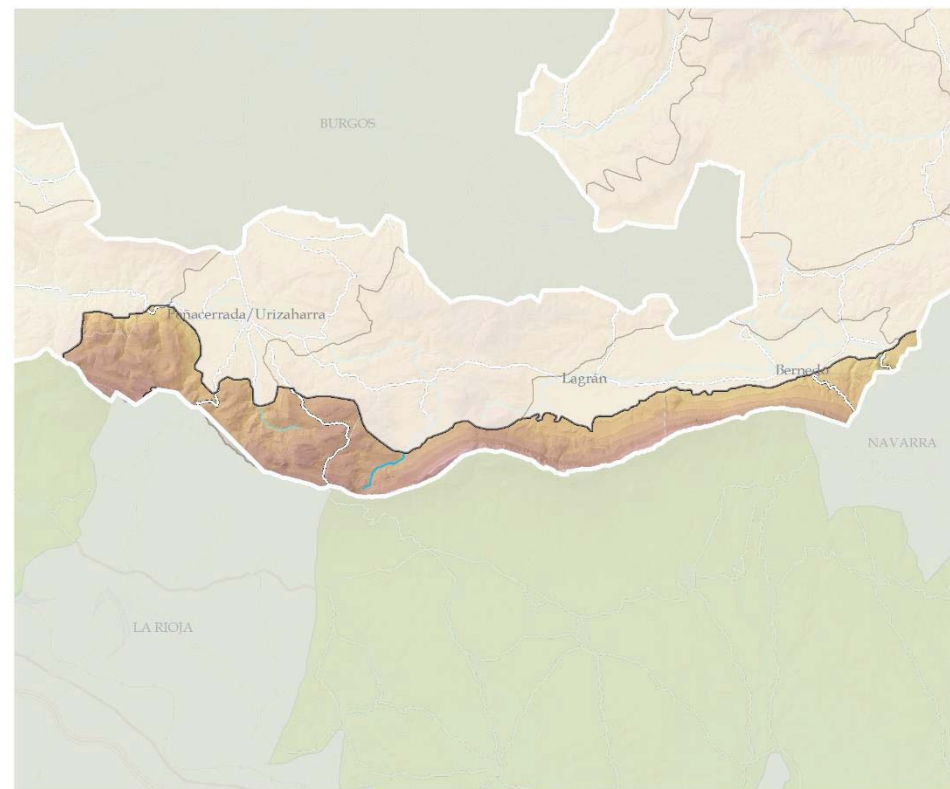 BURGOS
Peñacerrada/Urizaharra
Lagrán
Bernedo
NAVARRA
LA RIOJA